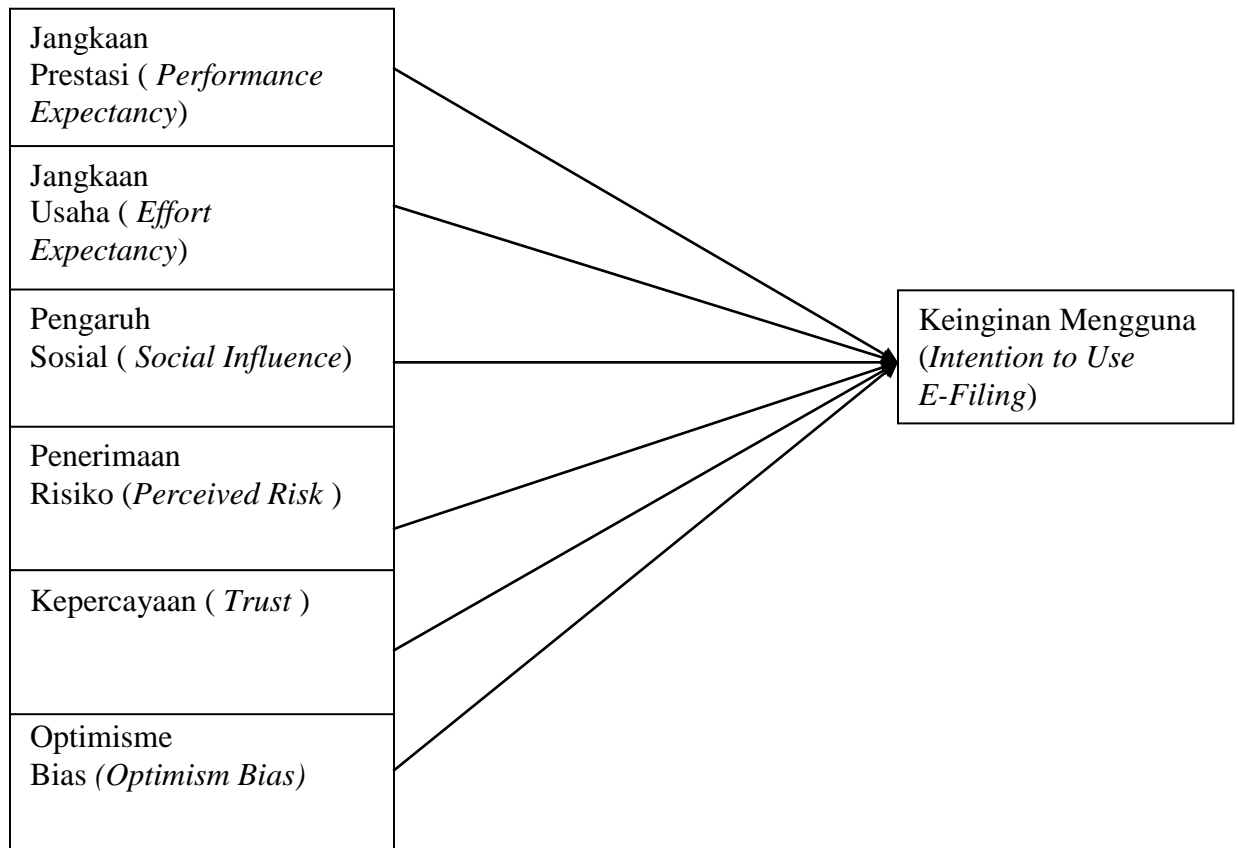 Jangkaan
Prestasi ( Performance
Expectancy)
Jangkaan
Usaha ( Effort
Expectancy)
Pengaruh
Sosial ( Social Influence)
Penerimaan
Risiko (Perceived Risk )
Kepercayaan ( Trust )
Optimisme
Bias (Optimism Bias)
Keinginan Mengguna
(Intention to Use
E-Filing)